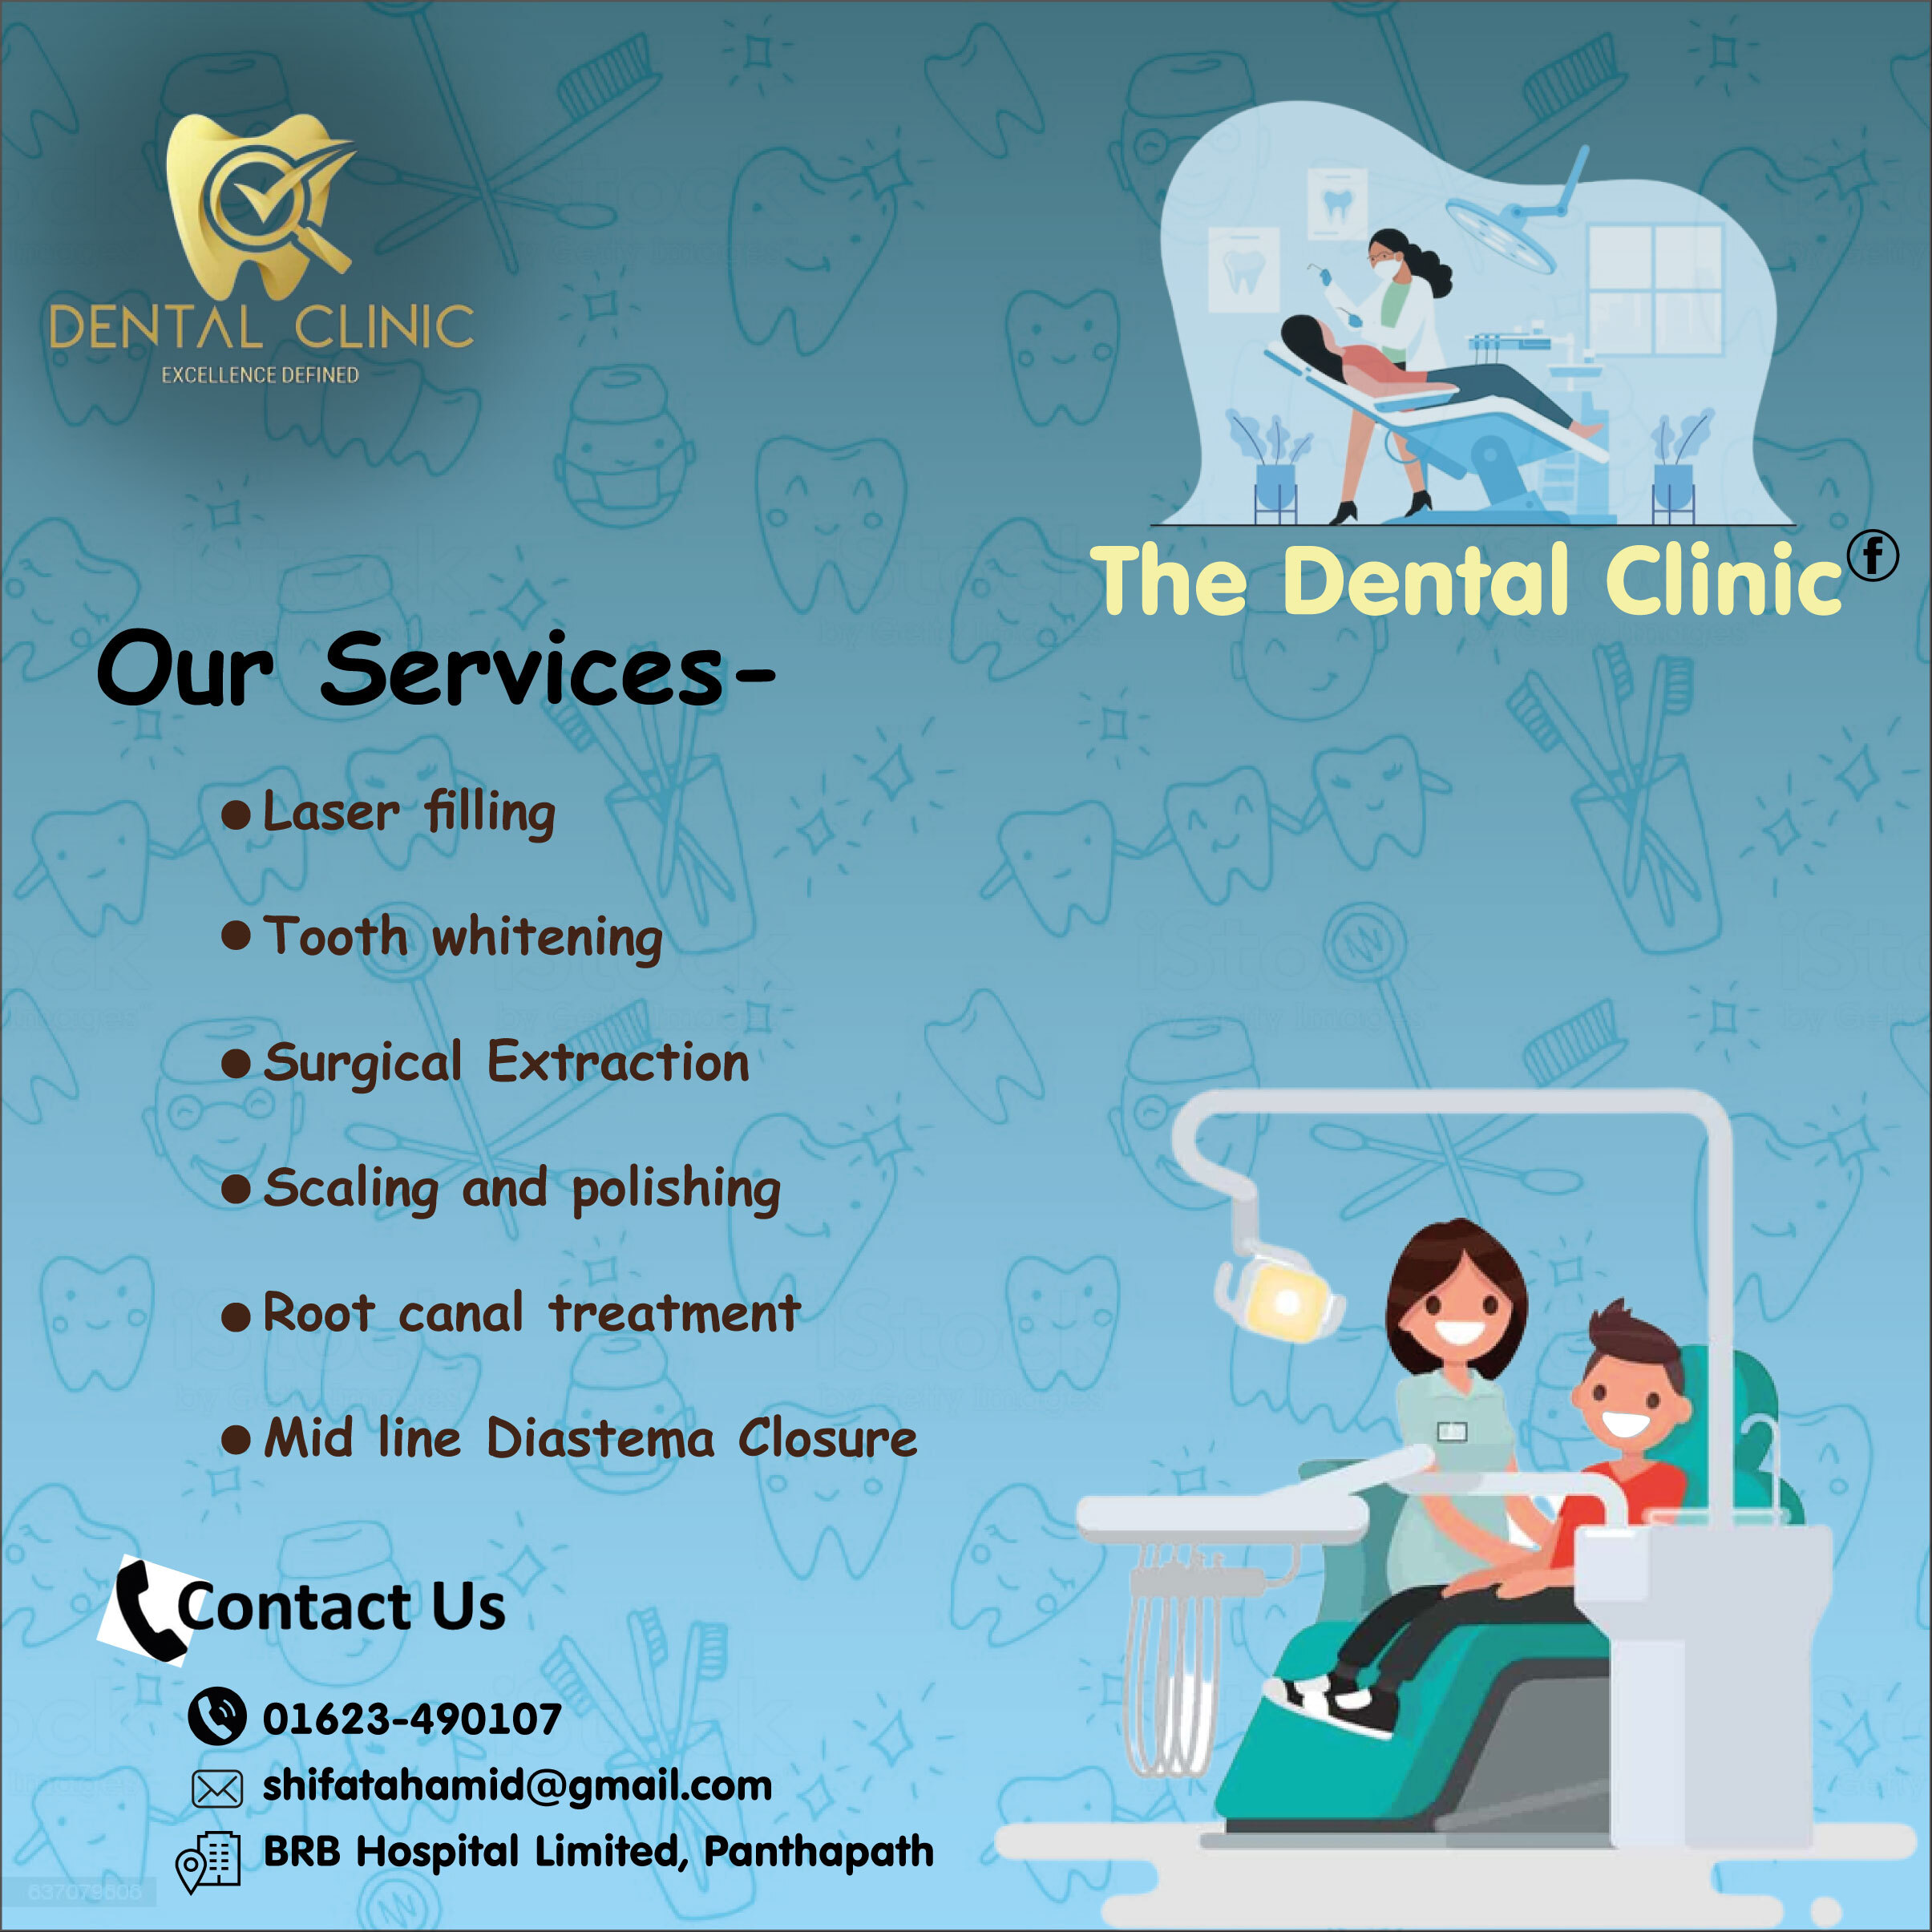 DENTAL CLINIC
EXCELLENCE DEFINED
The Dental Clinic
f
Our Services-
Laser filling
Tooth whitening
Surgical Extraction
Scaling and polishing
Root canal treatment
Mid line Diastema Closure
Contact Us
01623-490107
shifatahamid@gmail.com
BRB Hospital Limited, Panthapath
637079606